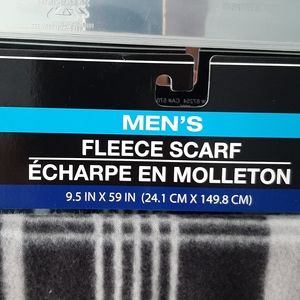 MEN'S
FLEECE SCARF
ÉCHARPE EN MOLLETON
9.5 IN X 59 IN (24.1 CM X 149.8 CM)